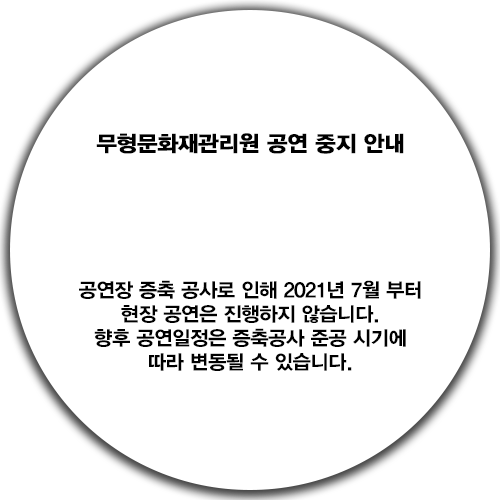 무형문화재관리원 공연 중지 안내
공연장 증축 공사로 인해 2021년 7월 부터
현장 공연은 진행하지 않습니다.
향후 공연일정은 증축공사 준공 시기에
따라 변동될 수 있습니다.